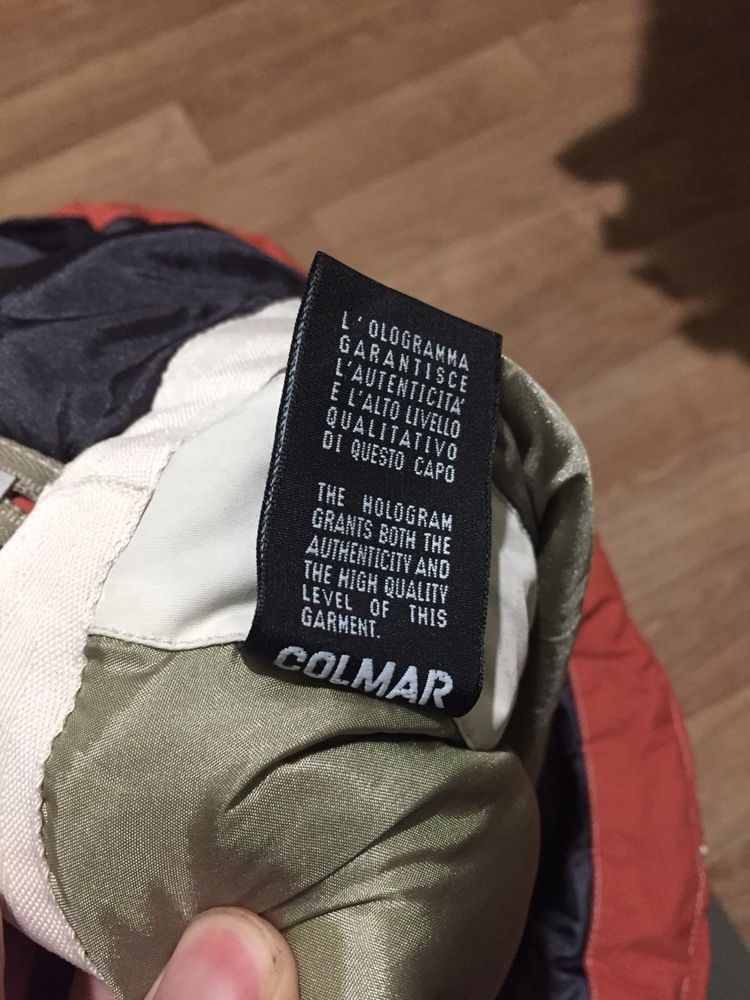 L'OLOGRAMMA
GARANTISCE
L'AUTENTICITA'
E L'ALTO LIVELLO
QUALITATIVO
DI QUESTO CAPO
THE HOLOGRAM
GRANTS BOTH THE
AUTHENTICITY AND
THE HIGH QUALITY
LEVEL OF THIS
GARMENT.
COLMAR